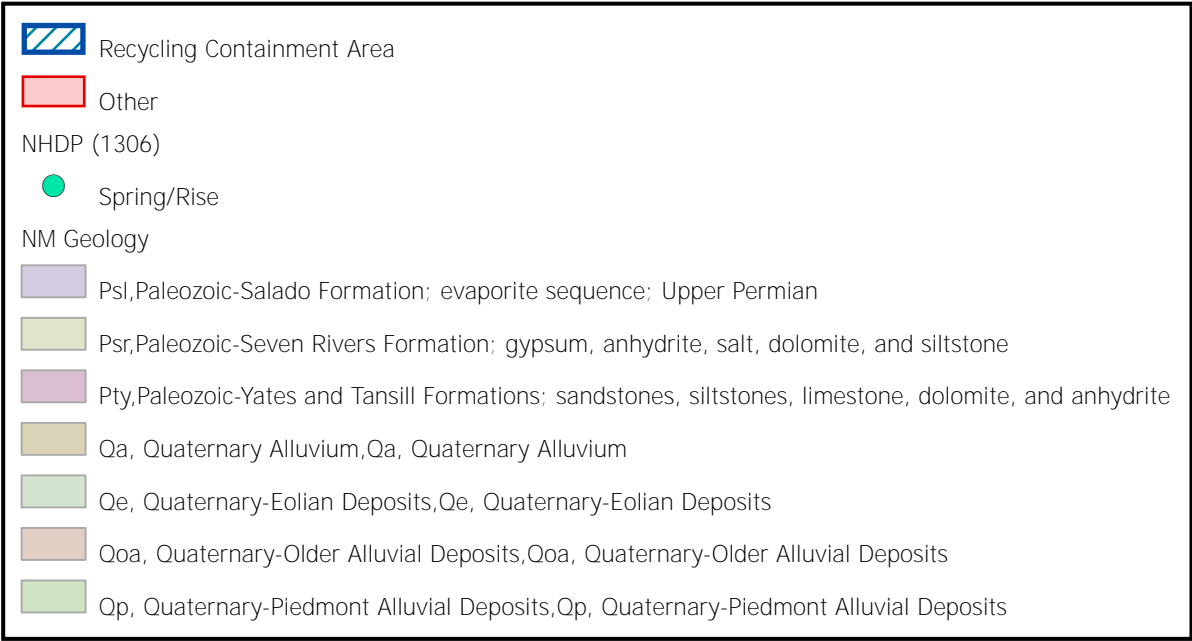 Recycling Containment Area
Other
NHDP (1306)
Spring/Rise
NM Geology
Psl,Paleozoic-Salado Formation; evaporite sequence; Upper Permian
Psr,Paleozoic-Seven Rivers Formation; gypsum, anhydrite, salt, dolomite, and siltstone
Pty,Paleozoic-Yates and Tansill Formations; sandstones, siltstones, limestone, dolomite, and anhydrite
Qa, Quaternary Alluvium,Qa, Quaternary Alluvium
Qe, Quaternary-Eolian Deposits,Qe, Quaternary-Eolian Deposits
Qoa, Quaternary-Older Alluvial Deposits,Qoa, Quaternary-Older Alluvial Deposits
Qp, Quaternary-Piedmont Alluvial Deposits,Qp, Quaternary-Piedmont Alluvial Deposits